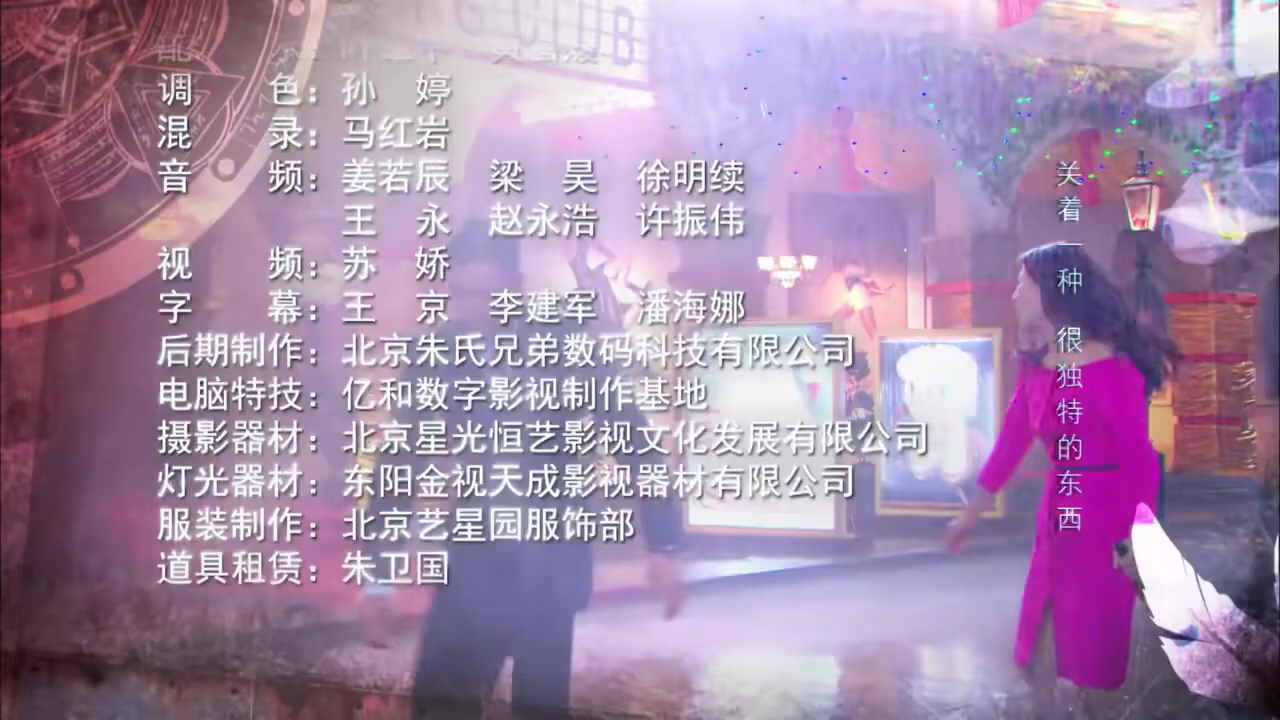 调 色：孙 婷
混 录：马红岩
音 频：姜若辰 梁 昊 徐明续
王 永 赵永浩 许振伟
视 频：苏 娇
字 幕：王 京 李建军 潘海娜
后期制作：北京朱氏兄弟数码科技有限公司
电脑特技：亿和数字影视制作基地
摄影器材：北京星光恒艺影视文化发展有限公司
灯光器材：东阳金视天成影视器材有限公司
服装制作：北京艺星园服饰部
道具租赁：朱卫国
关着一种 很独特的东西